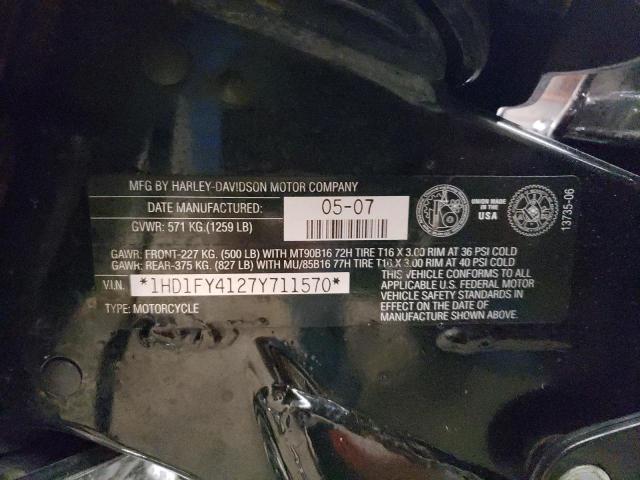 MFG BY HARLEY-DAVIDSON MOTOR COMPANY
DATE MANUFACTURED: 05-07
GVWR: 571 KG.(1259 LB)
UNION MADE IN THE USA
13735-06
GAWR: FRONT-227 KG. (500 LB) WITH MT90B16 72H TIRE T16 X 3.00 RIM AT 36 PSI COLD
GAWR: REAR-375 KG. (827 LB) WITH MU/85B16 77H TIRE T16 X 3.00 RIM AT 40 PSI COLD
V.I.N. *1HD1FY4127Y711570*
THIS VEHICLE CONFORMS TO ALL
APPLICABLE U.S. FEDERAL MOTOR
VEHICLE SAFETY STANDARDS IN
EFFECT ON THE DATE OF
MANUFACTURE SHOWN ABOVE.
TYPE: MOTORCYCLE